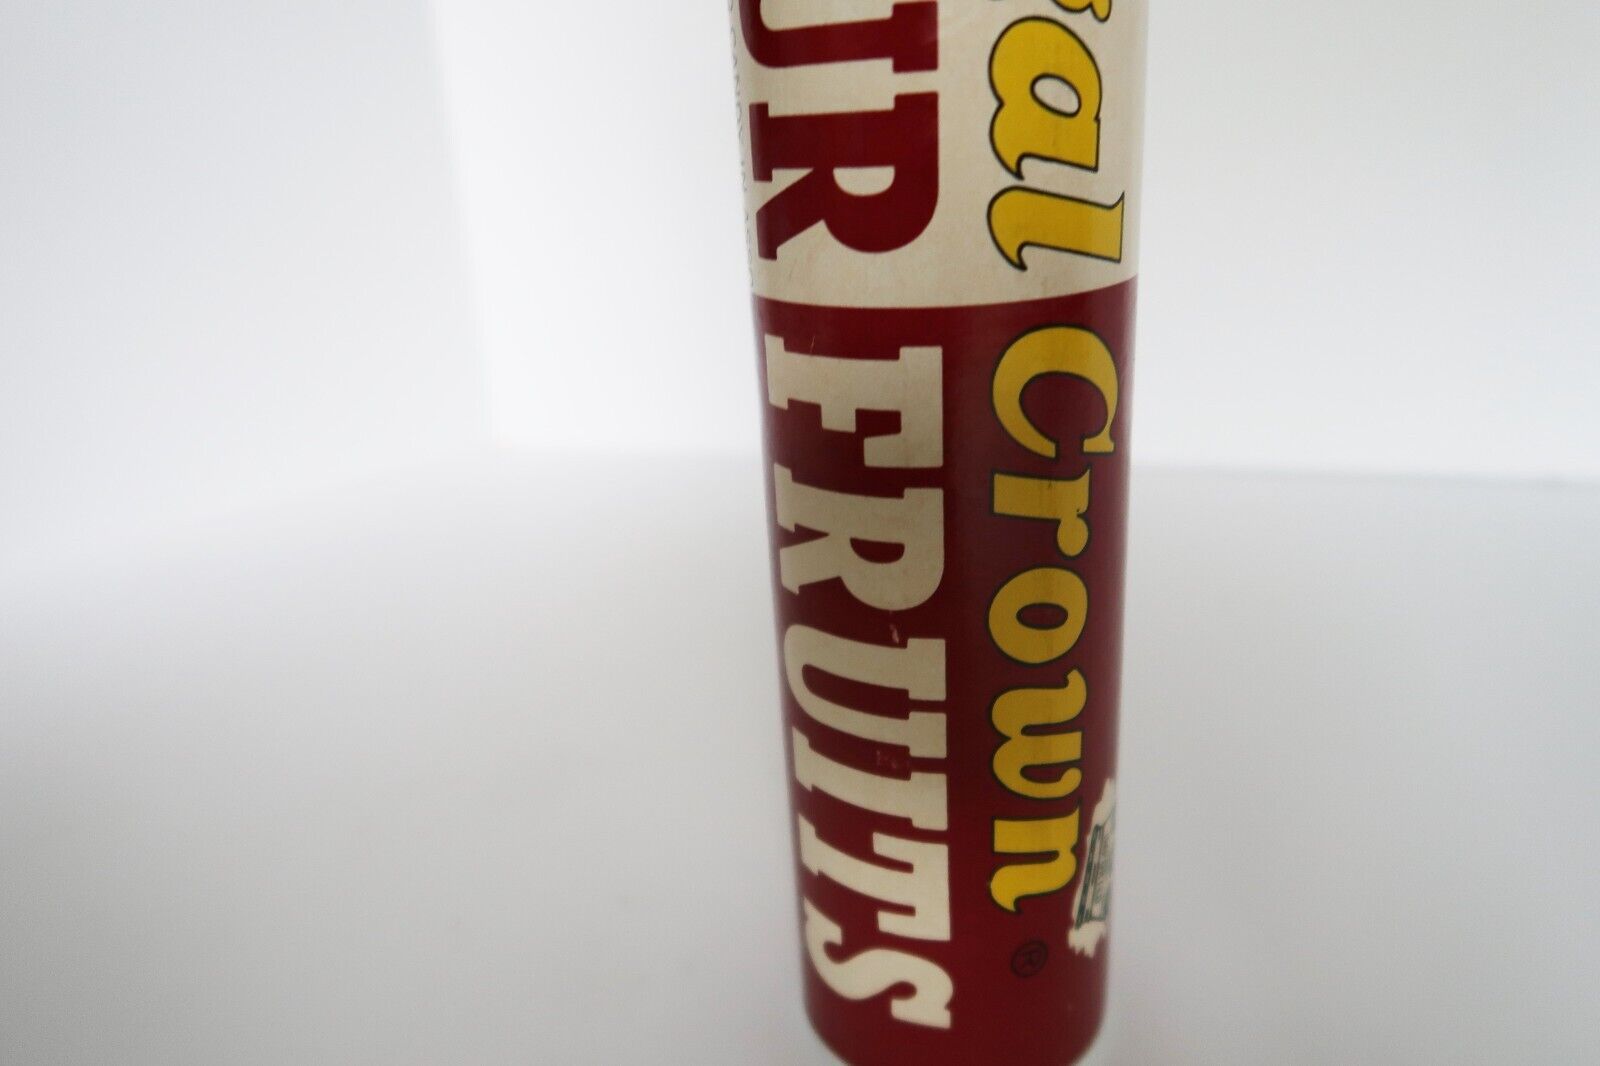 al Crown ®
UR FRUITS